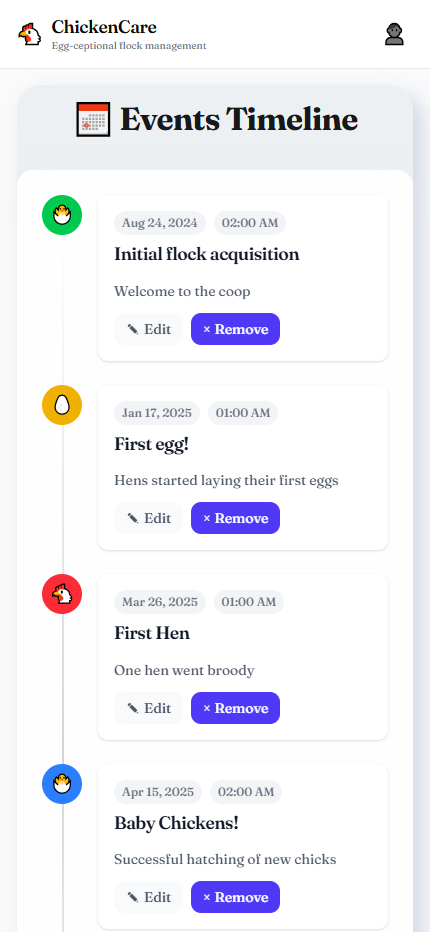 ChickenCare
Egg-ceptional flock management
Events Timeline
Aug 24, 2024 02:00 AM
Initial flock acquisition
Welcome to the coop
Edit × Remove
Jan 17, 2025 01:00 AM
First egg!
Hens started laying their first eggs
Edit × Remove
Mar 26, 2025 01:00 AM
First Hen
One hen went broody
Edit × Remove
Apr 15, 2025 02:00 AM
Baby Chickens!
Successful hatching of new chicks
Edit × Remove